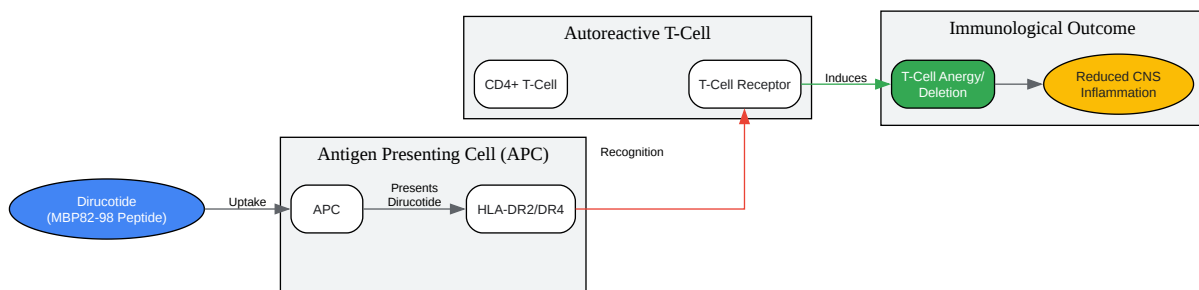 Autoreactive T-Cell
CD4+ T-Cell
T-Cell Receptor
Induces
Immunological Outcome
T-Cell Anergy/
Deletion
Reduced CNS
Inflammation
Antigen Presenting Cell (APC)
Recognition
Dirucotide
(MBP82-98 Peptide)
Uptake
APC
Presents
Dirucotide
HLA-DR2/DR4